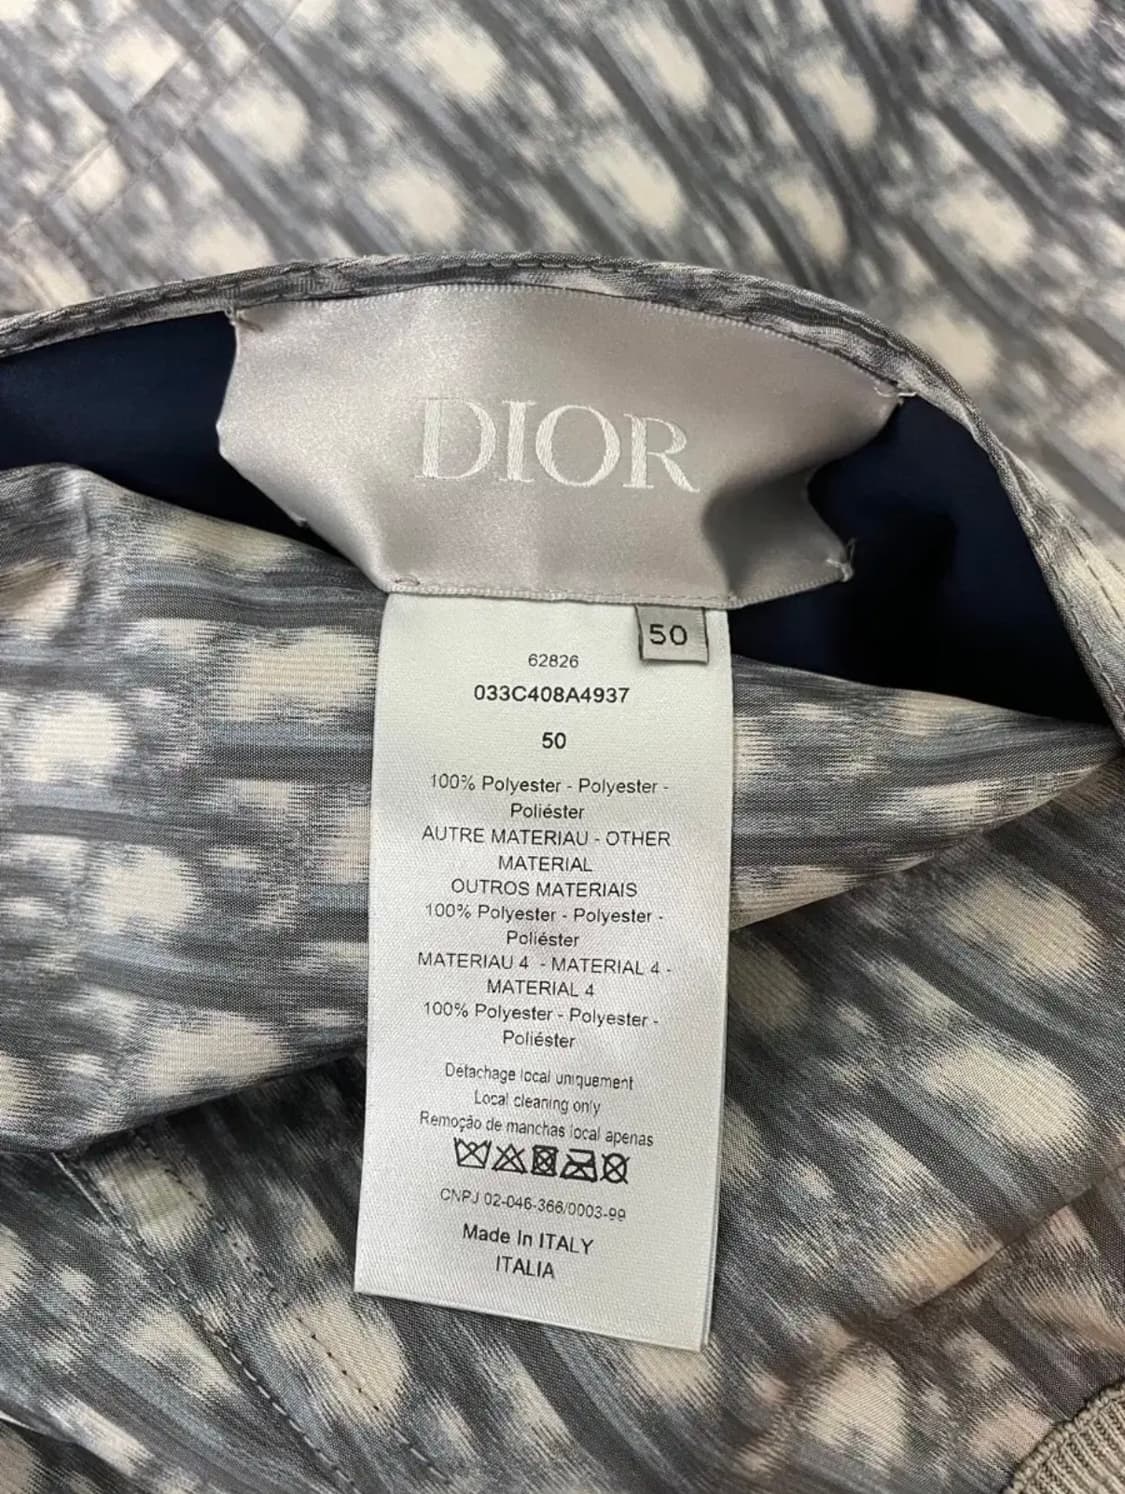 DIOR
50
62826
033C408A4937
50
100% Polyester - Polyester -
Poliéster
AUTRE MATERIAU - OTHER
MATERIAL
OUTROS MATERIAIS
100% Polyester - Polyester -
Poliéster
MATERIAU 4 - MATERIAL 4 -
MATERIAL 4
100% Polyester - Polyester -
Poliéster
Détachage local uniquement
Local cleaning only
Remoção de manchas local apenas
CNPJ 02-046-366/0003-99
Made In ITALY
ITALIA